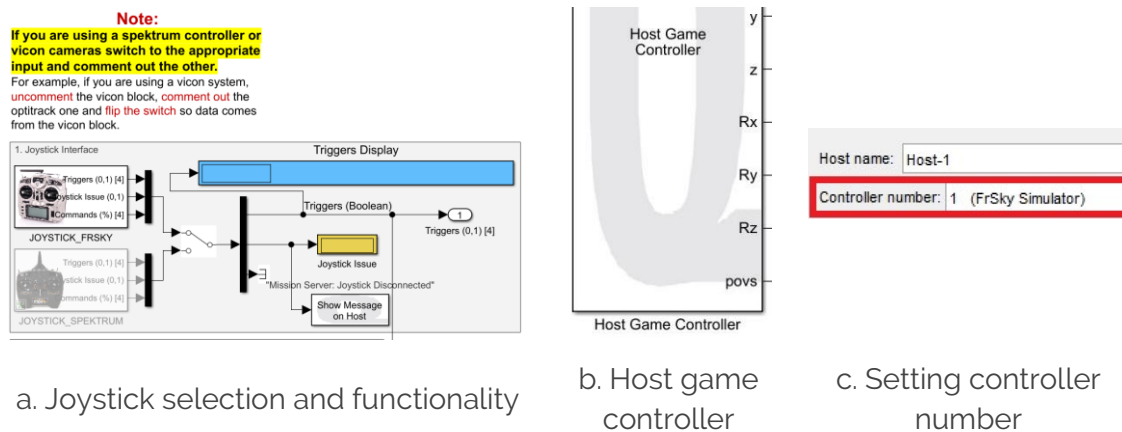 Note:
If you are using a spektrum controller or
vicon cameras switch to the appropriate
input and comment out the other.
For example, if you are using a vicon system,
uncomment the vicon block, comment out the
optitrack one and flip the switch so data comes
from the vicon block.
1. Joystick Interface
Triggers Display
Triggers (0,1) [4]
oystick Issue (0,1)
Commands (%) [4]
JOYSTICK_FRSKY
Triggers (Boolean)
1
Triggers (0,1) [4]
Joystick Issue
Triggers (0,1) [4]
oystick Issue (0,1)
ommands (%) [4]
JOYSTICK_SPEKTRUM
"Mission Server: Joystick Disconnected"
Show Message
on Host
a. Joystick selection and functionality
Host Game
Controller
y
z
Rx
Ry
Rz
povs
Host Game Controller
b. Host game
controller
Host name: Host-1
Controller number: 1 (FrSky Simulator)
c. Setting controller
number